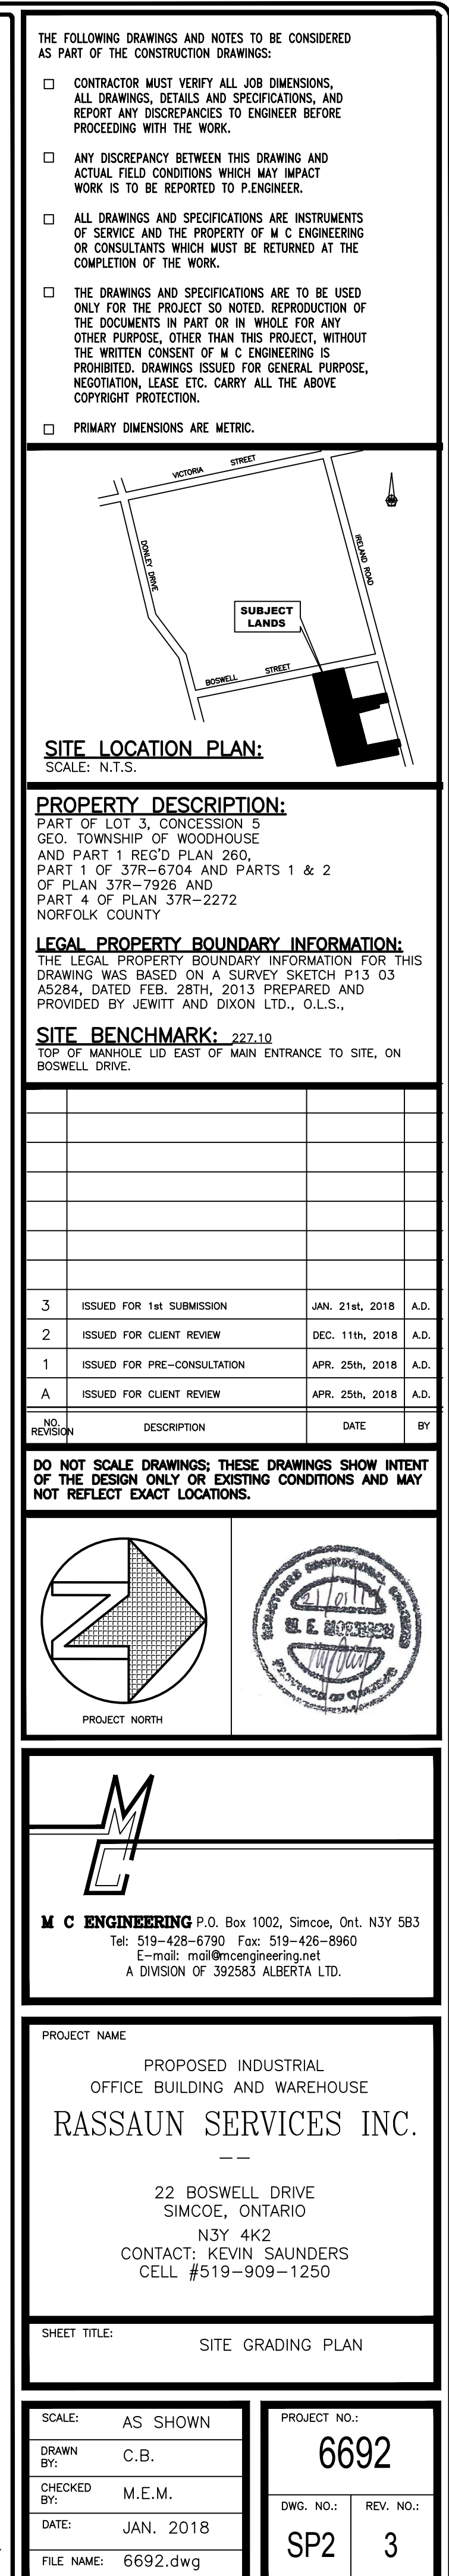 THE FOLLOWING DRAWINGS AND NOTES TO BE CONSIDERED
AS PART OF THE CONSTRUCTION DRAWINGS:
CONTRACTOR MUST VERIFY ALL JOB DIMENSIONS,
ALL DRAWINGS, DETAILS AND SPECIFICATIONS, AND
REPORT ANY DISCREPANCIES TO ENGINEER BEFORE
PROCEEDING WITH THE WORK.
ANY DISCREPANCY BETWEEN THIS DRAWING AND
ACTUAL FIELD CONDITIONS WHICH MAY IMPACT
WORK IS TO BE REPORTED TO P.ENGINEER.
ALL DRAWINGS AND SPECIFICATIONS ARE INSTRUMENTS
OF SERVICE AND THE PROPERTY OF M C ENGINEERING
OR CONSULTANTS WHICH MUST BE RETURNED AT THE
COMPLETION OF THE WORK.
THE DRAWINGS AND SPECIFICATIONS ARE TO BE USED
ONLY FOR THE PROJECT SO NOTED. REPRODUCTION OF
THE DOCUMENTS IN PART OR IN WHOLE FOR ANY
OTHER PURPOSE, OTHER THAN THIS PROJECT, WITHOUT
THE WRITTEN CONSENT OF M C ENGINEERING IS
PROHIBITED. DRAWINGS ISSUED FOR GENERAL PURPOSE,
NEGOTIATION, LEASE ETC. CARRY ALL THE ABOVE
COPYRIGHT PROTECTION.
PRIMARY DIMENSIONS ARE METRIC.
VICTORIA STREET
DONLEY DRIVE
IRELAND ROAD
SUBJECT
LANDS
BOSWELL STREET
SITE LOCATION PLAN:
SCALE: N.T.S.
PROPERTY DESCRIPTION:
PART OF LOT 3, CONCESSION 5
GEO. TOWNSHIP OF WOODHOUSE
AND PART 1 REG'D PLAN 260,
PART 1 OF 37R-6704 AND PARTS 1 & 2
OF PLAN 37R-7926 AND
PART 4 OF PLAN 37R-2272
NORFOLK COUNTY
LEGAL PROPERTY BOUNDARY INFORMATION:
THE LEGAL PROPERTY BOUNDARY INFORMATION FOR THIS
DRAWING WAS BASED ON A SURVEY SKETCH P13 03
A5284, DATED FEB. 28TH, 2013 PREPARED AND
PROVIDED BY JEWITT AND DIXON LTD., O.L.S.,
SITE BENCHMARK: 227.10
TOP OF MANHOLE LID EAST OF MAIN ENTRANCE TO SITE, ON
BOSWELL DRIVE.
3 ISSUED FOR 1st SUBMISSION JAN. 21st, 2018 A.D.
2 ISSUED FOR CLIENT REVIEW DEC. 11th, 2018 A.D.
1 ISSUED FOR PRE-CONSULTATION APR. 25th, 2018 A.D.
A ISSUED FOR CLIENT REVIEW APR. 25th, 2018 A.D.
NO. REVISION DESCRIPTION DATE BY
DO NOT SCALE DRAWINGS; THESE DRAWINGS SHOW INTENT
OF THE DESIGN ONLY OR EXISTING CONDITIONS AND MAY
NOT REFLECT EXACT LOCATIONS.
N
PROJECT NORTH
REGISTERED PROFESSIONAL ENGINEER
M. E.
PROVINCE OF ONTARIO
MC
M C ENGINEERING P.O. Box 1002, Simcoe, Ont. N3Y 5B3
Tel: 519-428-6790 Fax: 519-426-8960
E-mail: mail@mcengineering.net
A DIVISION OF 392583 ALBERTA LTD.
PROJECT NAME
PROPOSED INDUSTRIAL
OFFICE BUILDING AND WAREHOUSE
RASSAUN SERVICES INC.
--
22 BOSWELL DRIVE
SIMCOE, ONTARIO
N3Y 4K2
CONTACT: KEVIN SAUNDERS
CELL #519-909-1250
SHEET TITLE:
SITE GRADING PLAN
SCALE: AS SHOWN
DRAWN BY: C.B.
CHECKED BY: M.E.M.
DATE: JAN. 2018
FILE NAME: 6692.dwg
PROJECT NO.:
6692
DWG. NO.: REV. NO.:
SP2 3